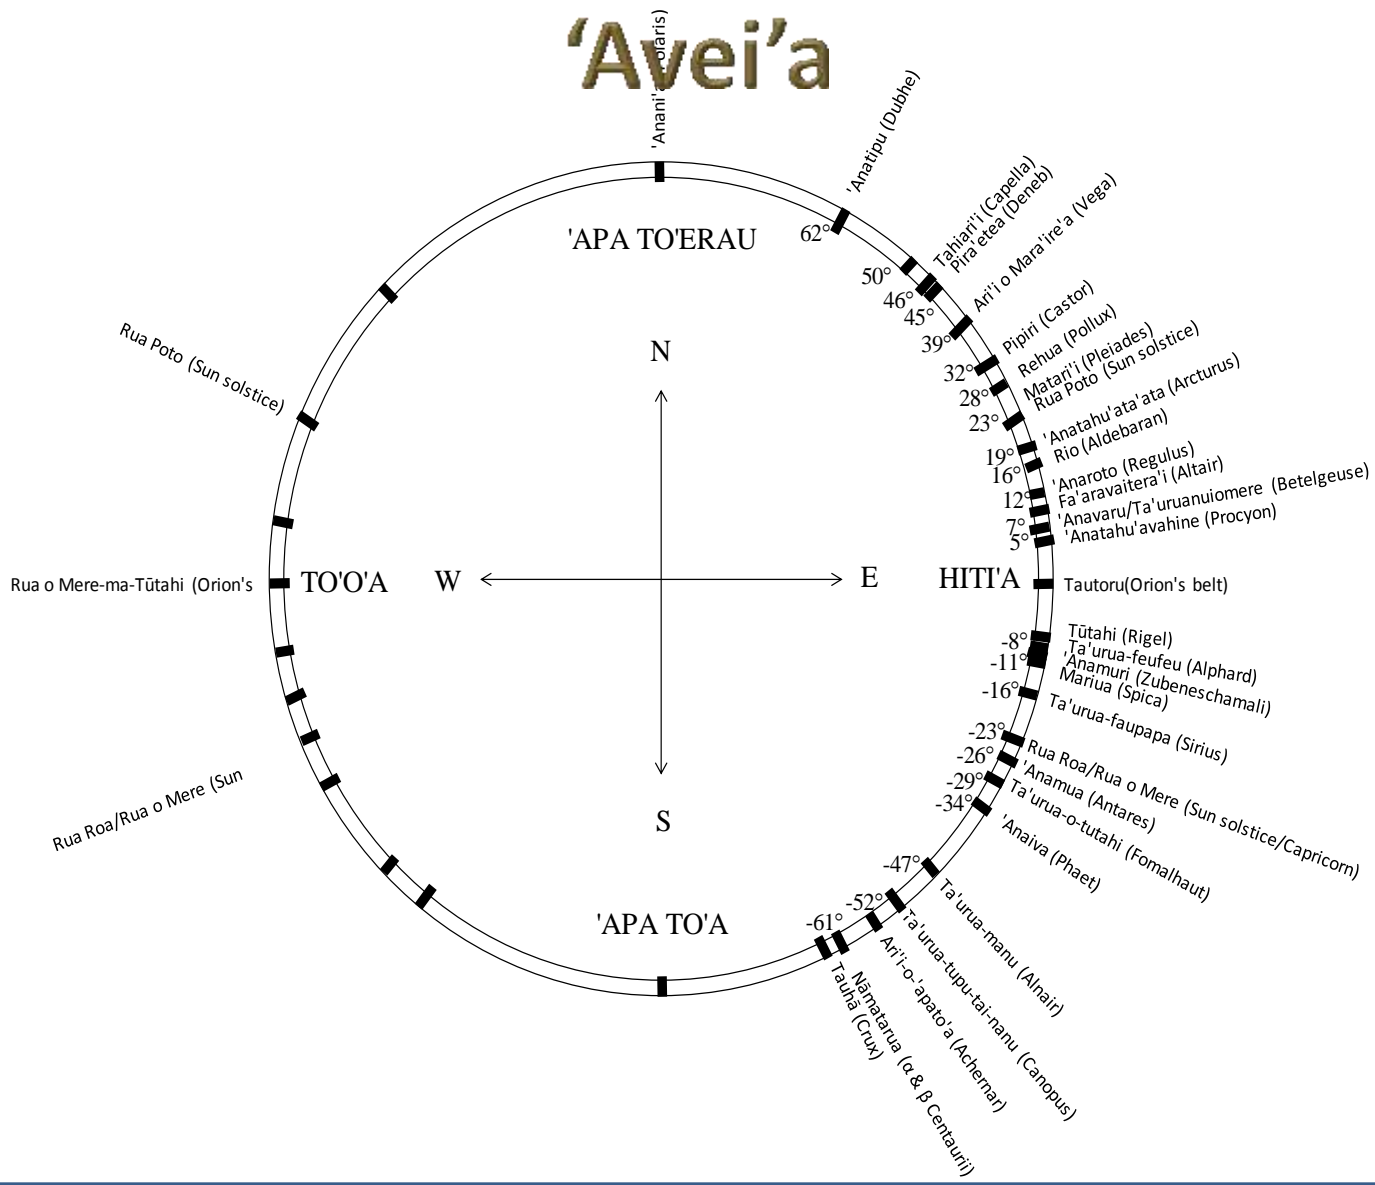 ‘Avei’a
'Anani'a
'Anatipu (Dubhe)
Tahiari'i (Capella)
Pira'etea (Deneb)
Ari'i o Mara'ire'a (Vega)
Pipiri (Castor)
Rehua (Pollux)
Matari'i (Pleiades)
Rua Poto (Sun solstice)
'Anatahu'ata'ata (Arcturus)
Rio (Aldebaran)
'Anaroto (Regulus)
Fa'aravaitera'i (Altair)
'Anavaru/Ta'uruanuiomere (Betelgeuse)
'Anatahu'avahine (Procyon)
Tautoru(Orion's belt)
Tūtahi (Rigel)
Ta'urua-feufeu (Alphard)
'Anamuri (Zubeneschamali)
Mariua (Spica)
Ta'urua-faupapa (Sirius)
Rua Roa/Rua o Mere (Sun solstice/Capricorn)
'Anamua (Antares)
Ta'urua-o-tutahi (Fomalhaut)
'Anaiva (Phaet)
Ta'urua-manu (Alnair)
Ta'urua-tupu-tai-nanu (Canopus)
Ari'i-o-'apato'a (Achernar)
Nāmatarua (α & β Centaurii)
Tauhā (Crux)
62°
50°
46°
45°
39°
32°
28°
23°
19°
16°
12°
7°
5°
-8°
-11°
-16°
-23°
-26°
-29°
-34°
-47°
-52°
-61°
'APA TO'ERAU
N
TO'O'A
W
E
HITI'A
S
'APA TO'A
Rua Poto (Sun solstice)
Rua o Mere-ma-Tūtahi (Orion's
Rua Roa/Rua o Mere (Sun